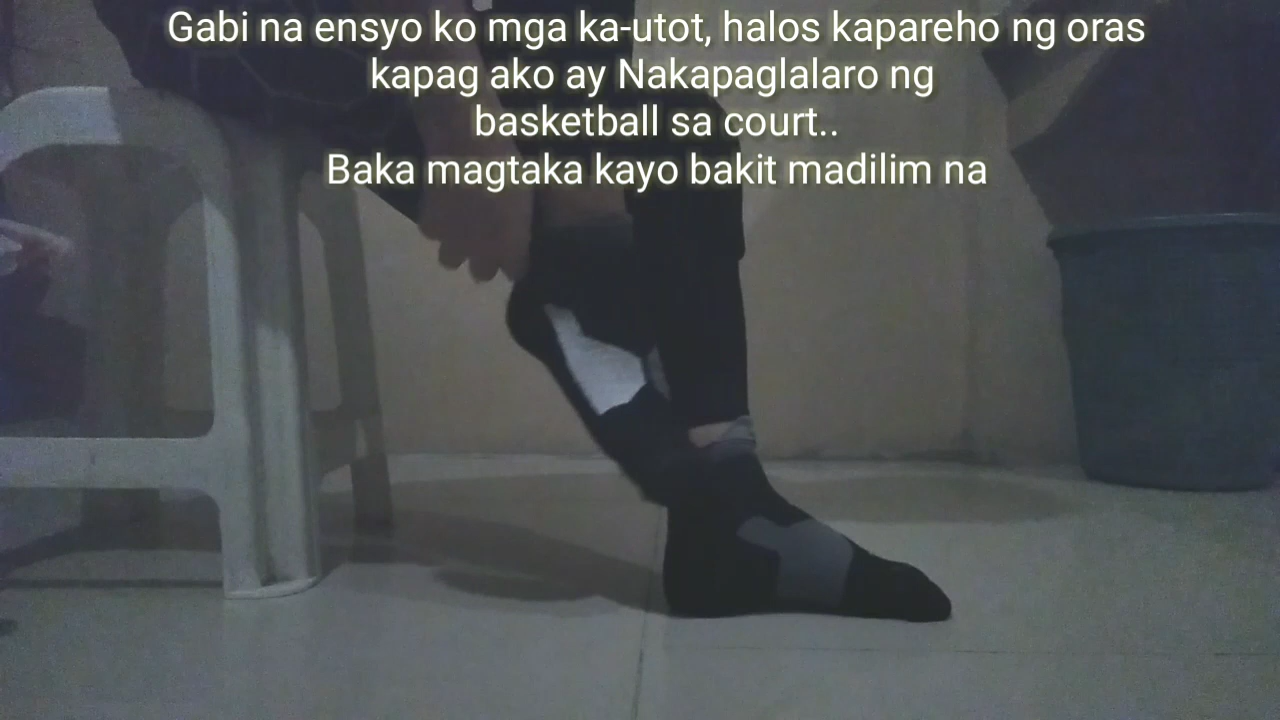 Gabi na ensyo ko mga ka-utot, halos kapareho ng oras
kapag ako ay Nakapaglalaro ng
basketball sa court..
Baka magtaka kayo bakit madilim na